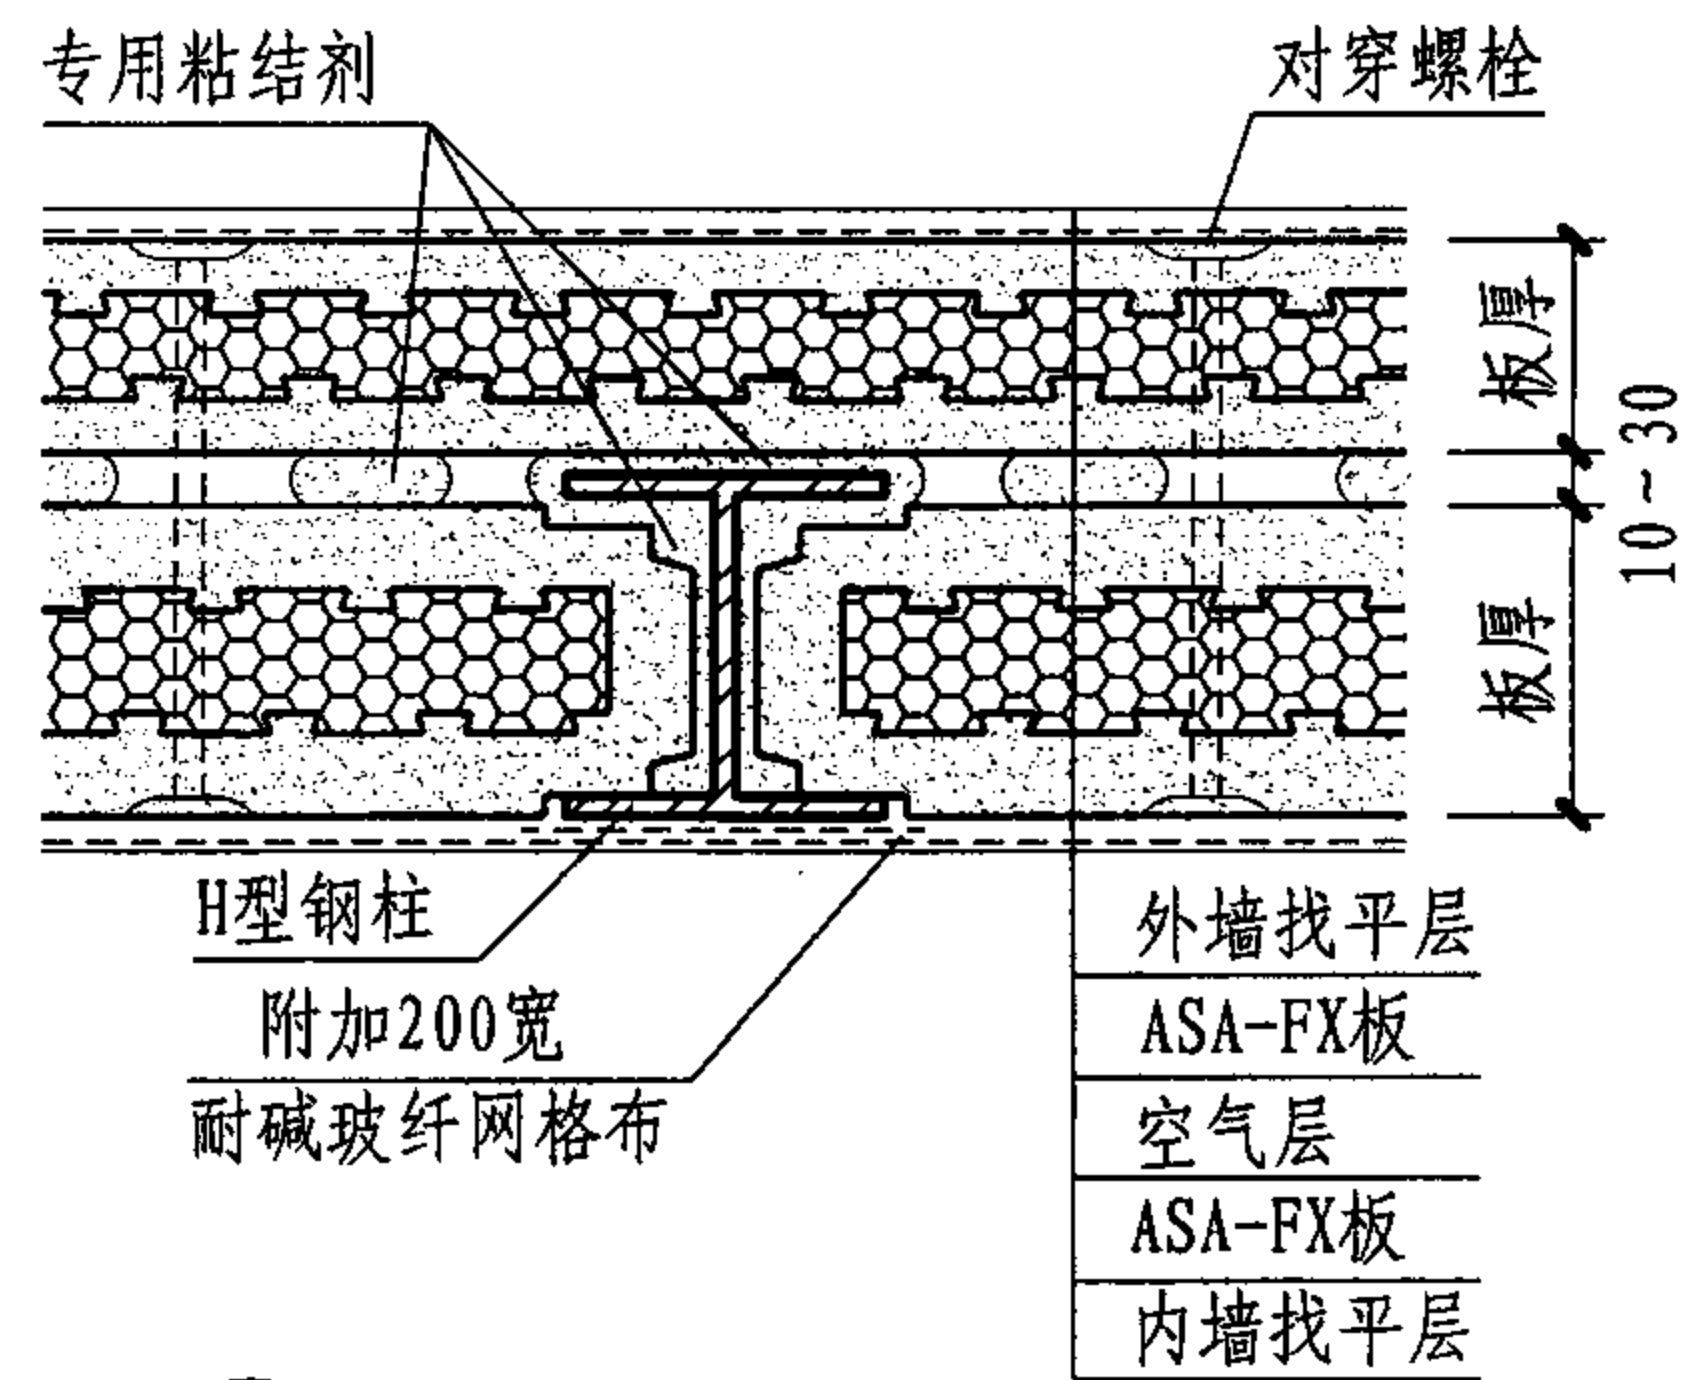 专用粘结剂
对穿螺栓
板厚
10~30
板厚
H型钢柱
附加200宽
耐碱玻纤网格布
外墙找平层
ASA-FX板
空气层
ASA-FX板
内墙找平层